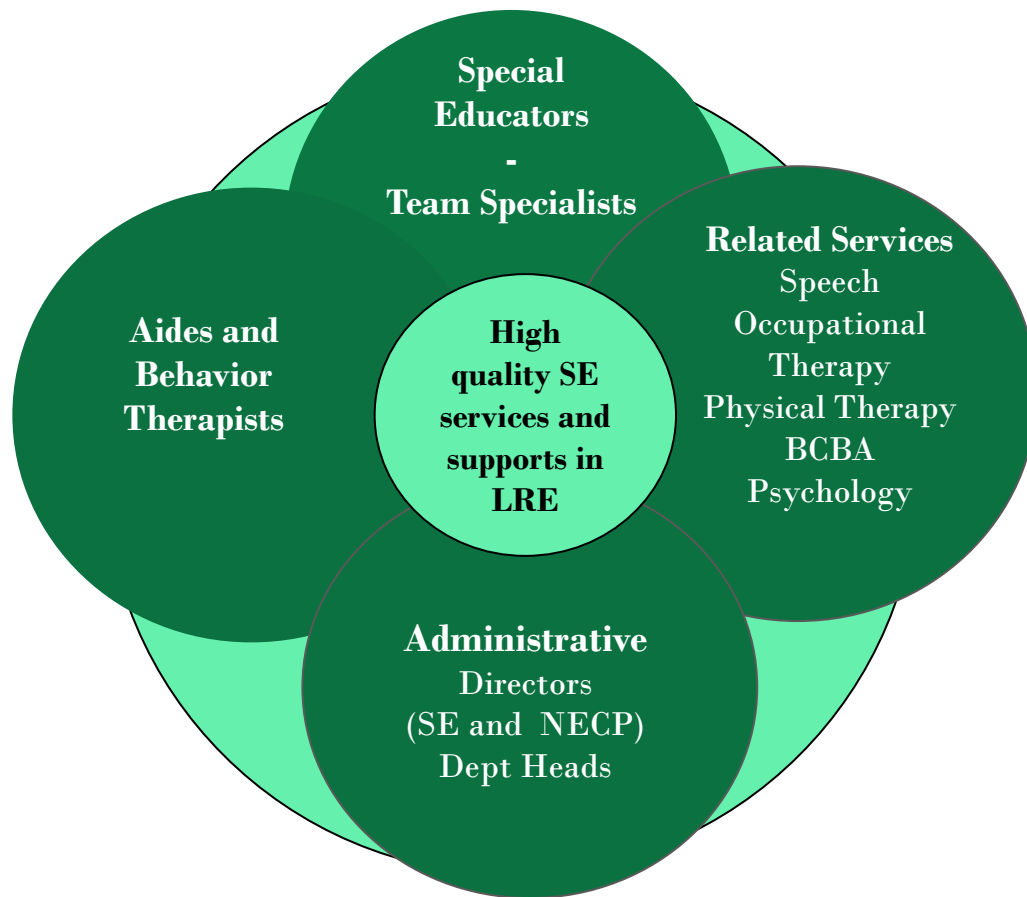 Special
Educators
-
Team Specialists
Related Services
Speech
Occupational
Therapy
Physical Therapy
BCBA
Psychology
Aides and
Behavior
Therapists
High
quality SE
services and
supports in
LRE
Administrative
Directors
(SE and NECP)
Dept Heads